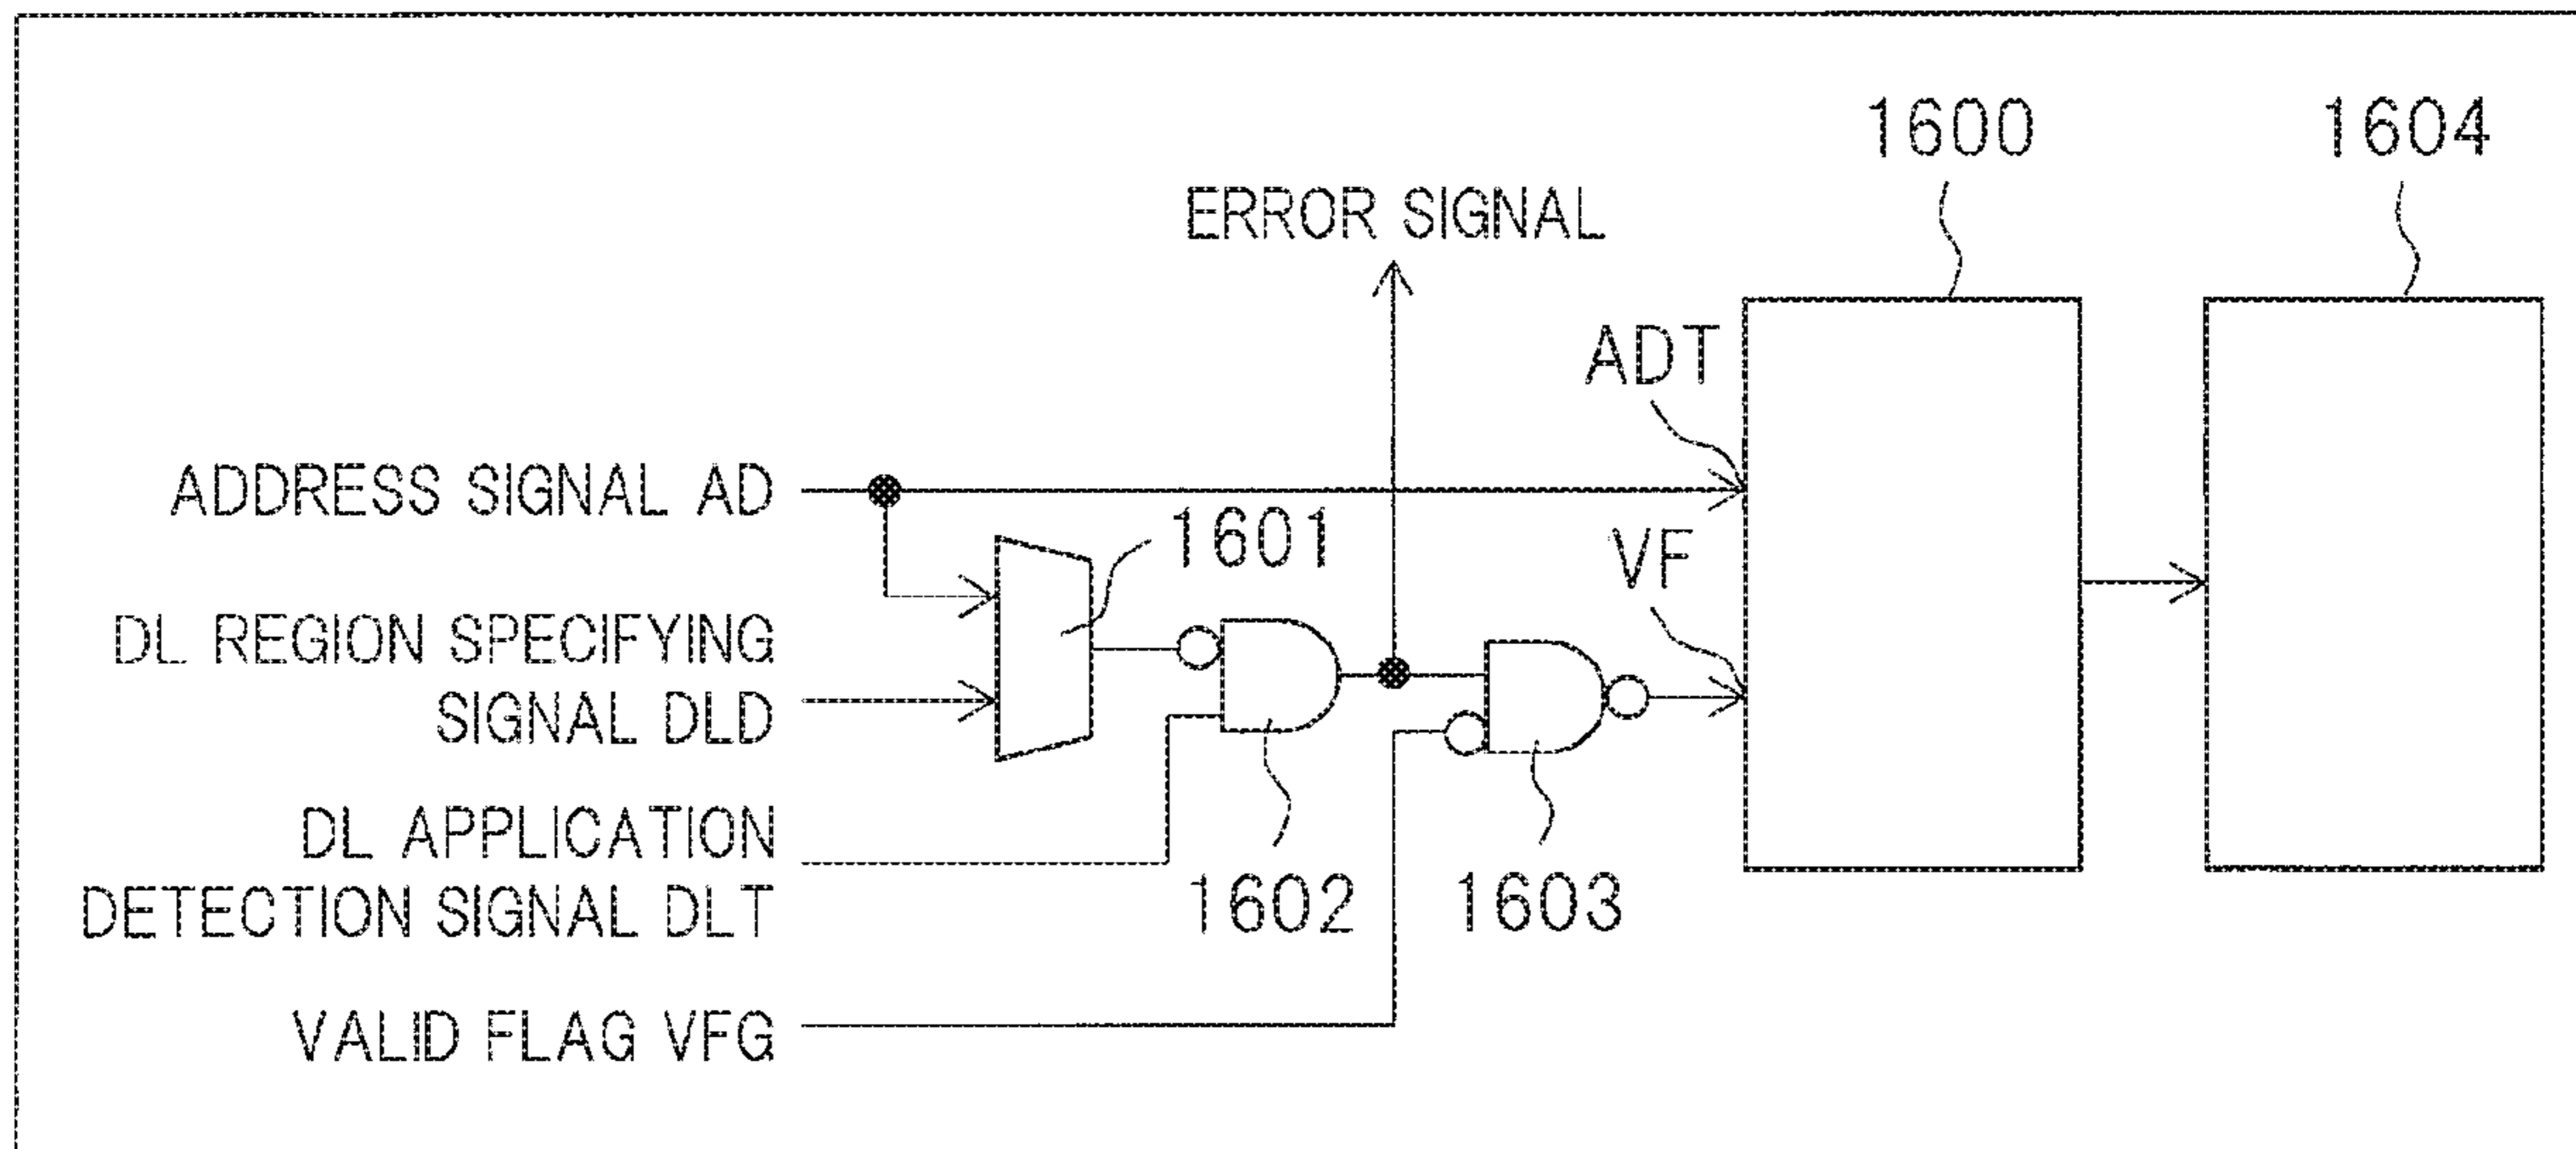 1600
1604
ERROR SIGNAL
ADT
ADDRESS SIGNAL AD
1601
VF
DL REGION SPECIFYING
SIGNAL DLD
DL APPLICATION
DETECTION SIGNAL DLT
1602
1603
VALID FLAG VFG